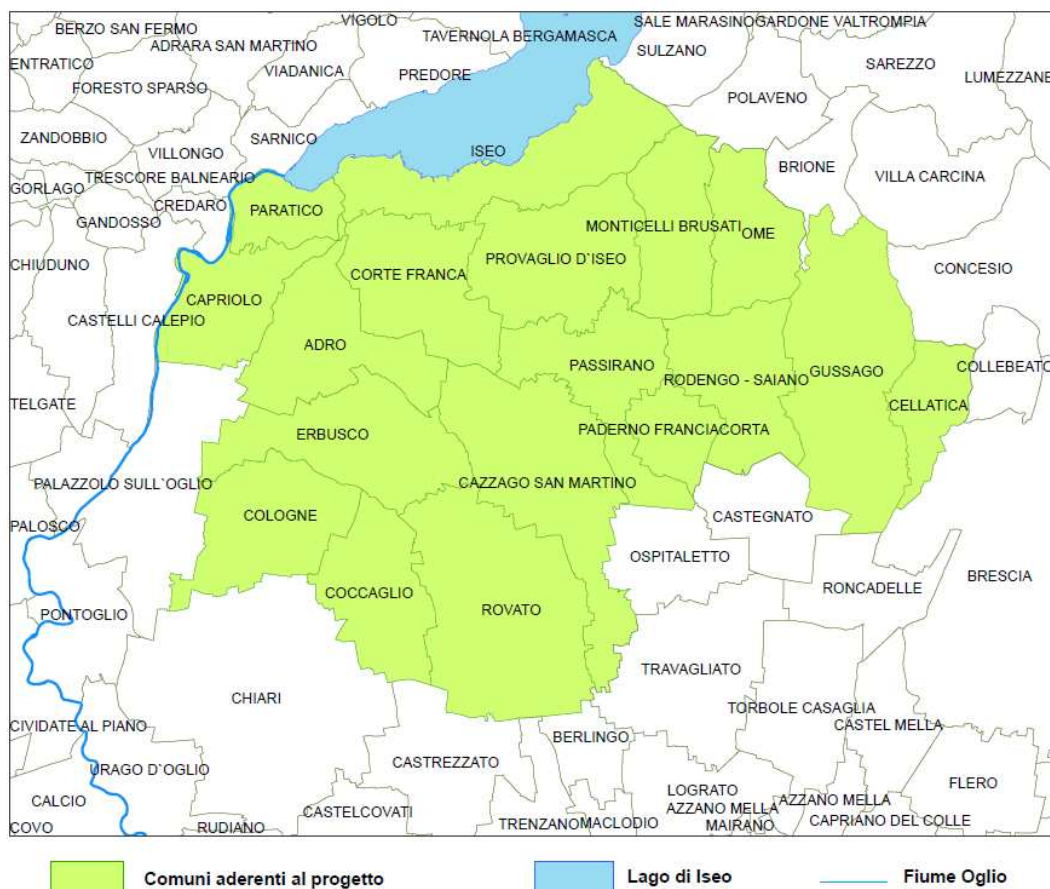 BERZO SAN FERMO
VIGOLO
SALE MARASINO
GARDONE VALTROMPIA
ADRARA SAN MARTINO
TAVERNOLA BERGAMASCA
SULZANO
ENTRATICO
VIADANICA
PREDORE
SAREZZO
LUMEZZANE
FORESTO SPARSO
POLAVENO
ZANDOBBIO
SARNICO
VILLONGO
ISEO
BRIONE
VILLA CARCINA
TRESCORE BALNEARIO
GORLAGO
CREDARO
GANDOSSO
PARATICO
MONTICELLI BRUSATI
OME
PROVAGLIO D`ISEO
CHIUDUNO
CORTE FRANCA
CONCESIO
CAPRIOLO
CASTELLI CALEPIO
ADRO
PASSIRANO
RODENGO - SAIANO
GUSSAGO
COLLEBEATO
TELGATE
CELLATICA
ERBUSCO
PADERNO FRANCIACORTA
PALAZZOLO SULL`OGLIO
CAZZAGO SAN MARTINO
COLOGNE
CASTEGNATO
PALOSCO
OSPITALETTO
BRESCIA
COCCAGLIO
RONCADELLE
ROVATO
PONTOGLIO
TRAVAGLIATO
CHIARI
TORBOLE CASAGLIA
CIVIDATE AL PIANO
CASTEL MELLA
BERLINGO
CASTREZZATO
URAGO D`OGLIO
FLERO
LOGRATO
CALCIO
AZZANO MELLA
AZZANO MELLA
CASTELCOVATI
CAPRIANO DEL COLLE
COVO
RUDIANO
TRENZANO
MACLODIO
MAIRANO
Comuni aderenti al progetto
Lago di Iseo
Fiume Oglio